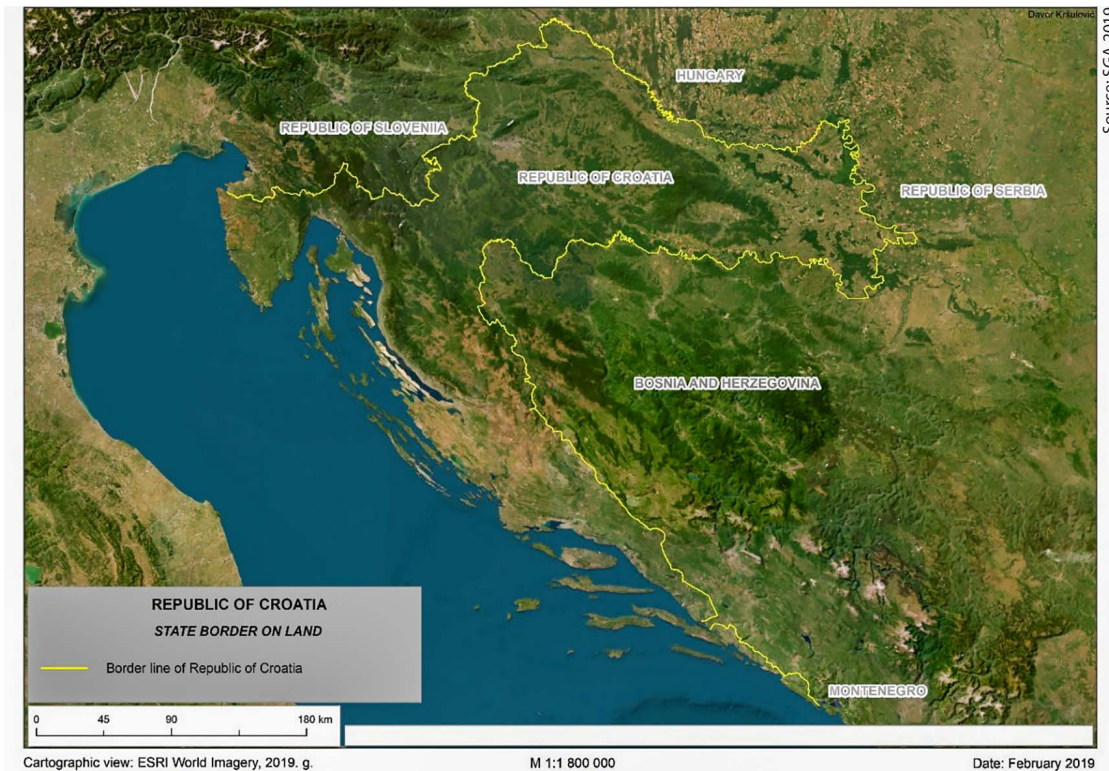 Davor Kršulović
Source: SGA 2019
HUNGARY
REPUBLIC OF SLOVENIIA
REPUBLIC OF CROATIA
REPUBLIC OF SERBIA
BOSNIA AND HERZEGOVINA
MONTENEGRO
REPUBLIC OF CROATIA
STATE BORDER ON LAND
Border line of Republic of Croatia
0 45 90 180 km
Cartographic view: ESRI World Imagery, 2019. g.
M 1:1 800 000
Date: February 2019